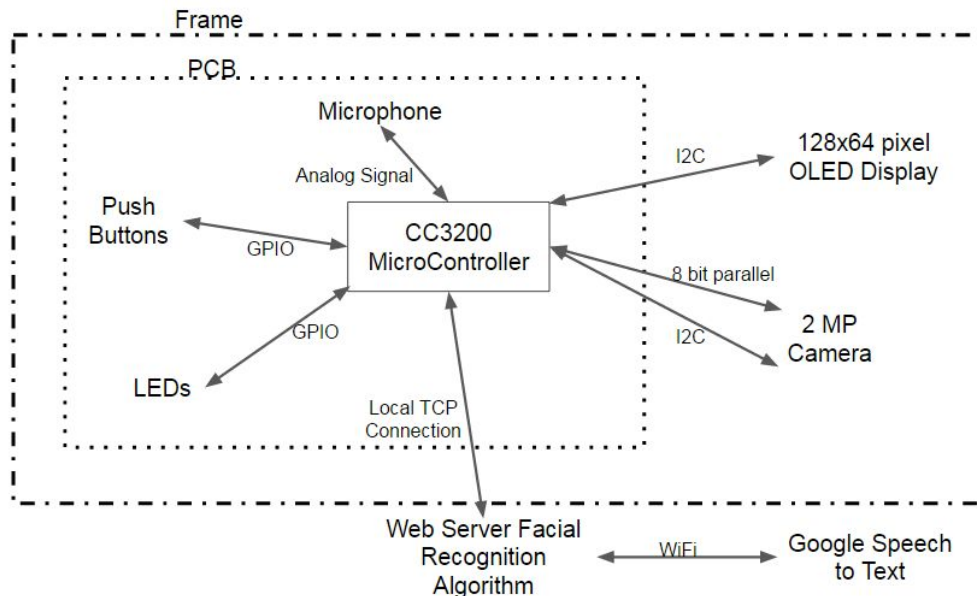 Frame
PCB
Microphone
Analog Signal
I2C
128x64 pixel
OLED Display
Push
Buttons
GPIO
CC3200
MicroController
8 bit parallel
2 MP
Camera
I2C
GPIO
LEDs
Local TCP
Connection
Web Server Facial
Recognition
Algorithm
WiFi
Google Speech
to Text